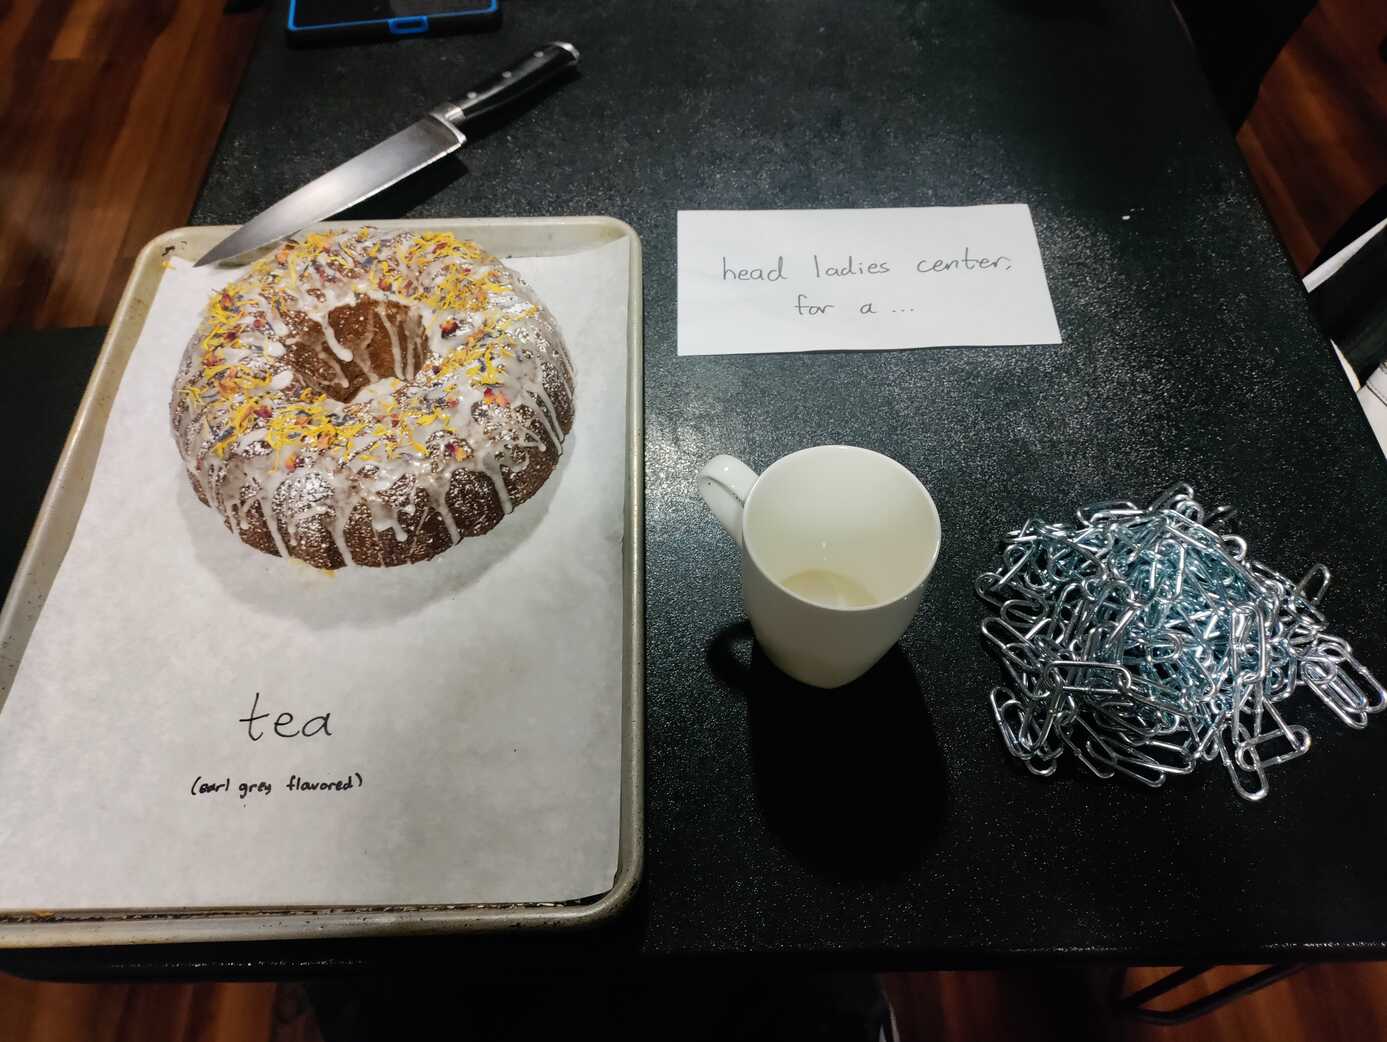 head ladies center,
for a ...
tea
(earl grey flavored)